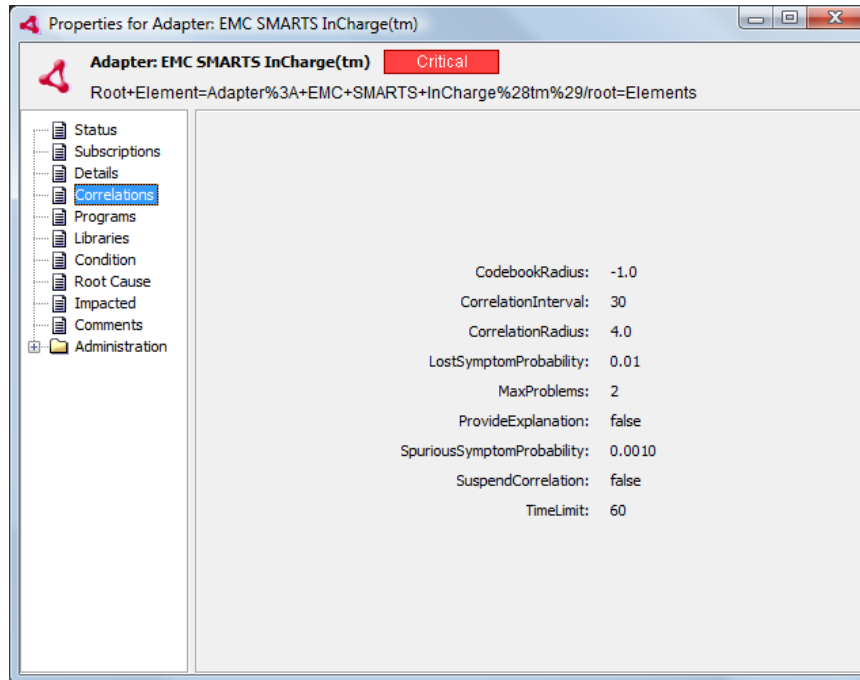 Properties for Adapter: EMC SMARTS InCharge(tm)
Adapter: EMC SMARTS InCharge(tm) Critical
Root+Element=Adapter%3A+EMC+SMARTS+InCharge%28tm%29/root=Elements
Status
Subscriptions
Details
Correlations
Programs
Libraries
Condition
Root Cause
Impacted
Comments
Administration
CodebookRadius: -1.0
CorrelationInterval: 30
CorrelationRadius: 4.0
LostSymptomProbability: 0.01
MaxProblems: 2
ProvideExplanation: false
SpuriousSymptomProbability: 0.0010
SuspendCorrelation: false
TimeLimit: 60